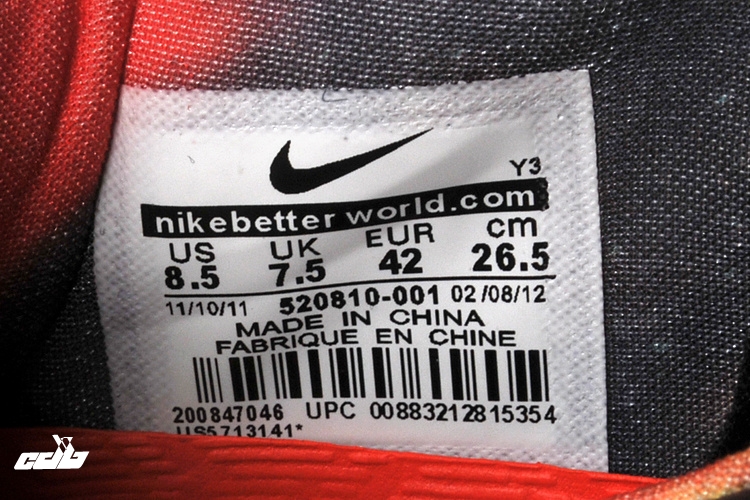 Y3
nikebetterworld.com
US UK EUR cm
8.5 7.5 42 26.5
11/10/11 520810-001 02/08/12
MADE IN CHINA
FABRIQUE EN CHINE
200847046 UPC 00883212815354
US5713141*
cdb